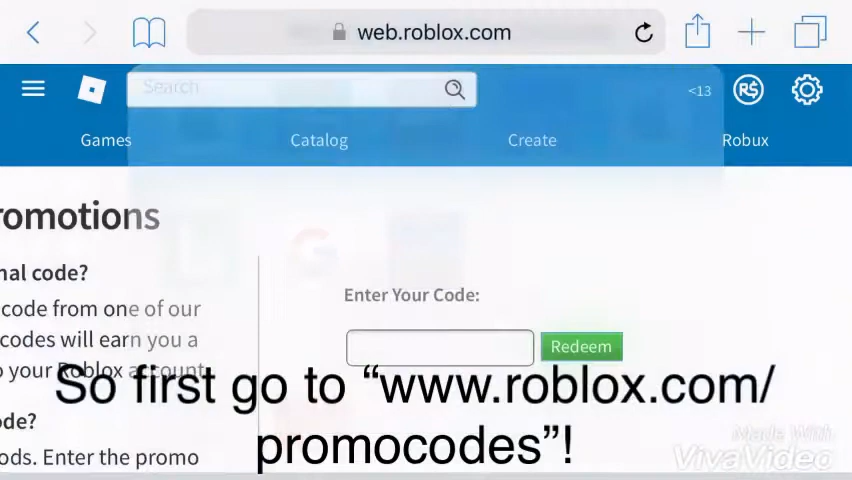 web.roblox.com
Search
<13
R$
Games Catalog Create Robux
romotions
nal code?
code from one of our
codes will earn you a
o your Roblox account
Enter Your Code:
Redeem
So first go to “www.roblox.com/
promocodes”!
ode?
ods. Enter the promo
Made With
VivaVideo